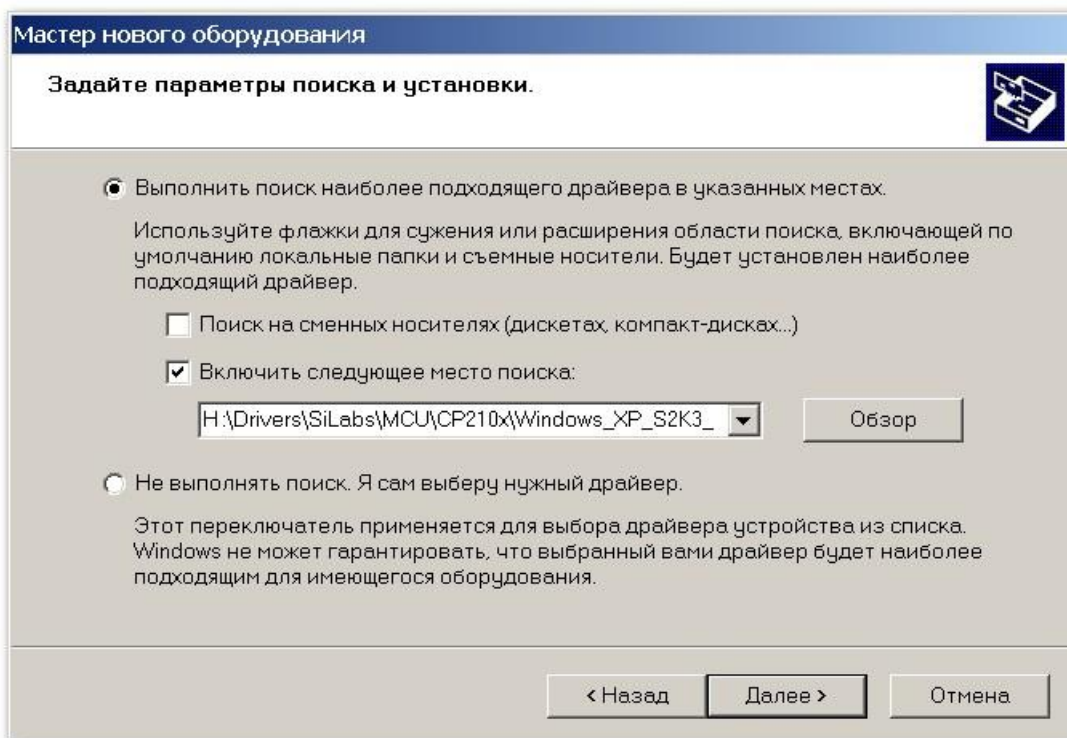 Мастер нового оборудования
Задайте параметры поиска и установки.
Выполнить поиск наиболее подходящего драйвера в указанных местах.
Используйте флажки для сужения или расширения области поиска, включающей по
умолчанию локальные папки и съемные носители. Будет установлен наиболее
подходящий драйвер.
Поиск на сменных носителях (дискетах, компакт-дисках...)
Включить следующее место поиска:
H:\Drivers\SiLabs\MCU\CP210x\Windows_XP_S2K3_
Обзор
Не выполнять поиск. Я сам выберу нужный драйвер.
Этот переключатель применяется для выбора драйвера устройства из списка.
Windows не может гарантировать, что выбранный вами драйвер будет наиболее
подходящим для имеющегося оборудования.
< Назад
Далее >
Отмена